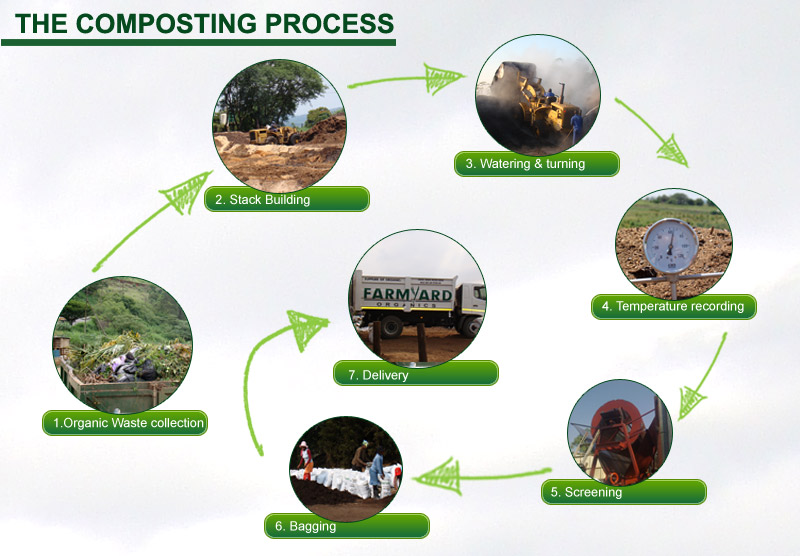 THE COMPOSTING PROCESS
1.Organic Waste collection
2. Stack Building
3. Watering & turning
4. Temperature recording
5. Screening
6. Bagging
FARMYARD
ORGANICS
7. Delivery